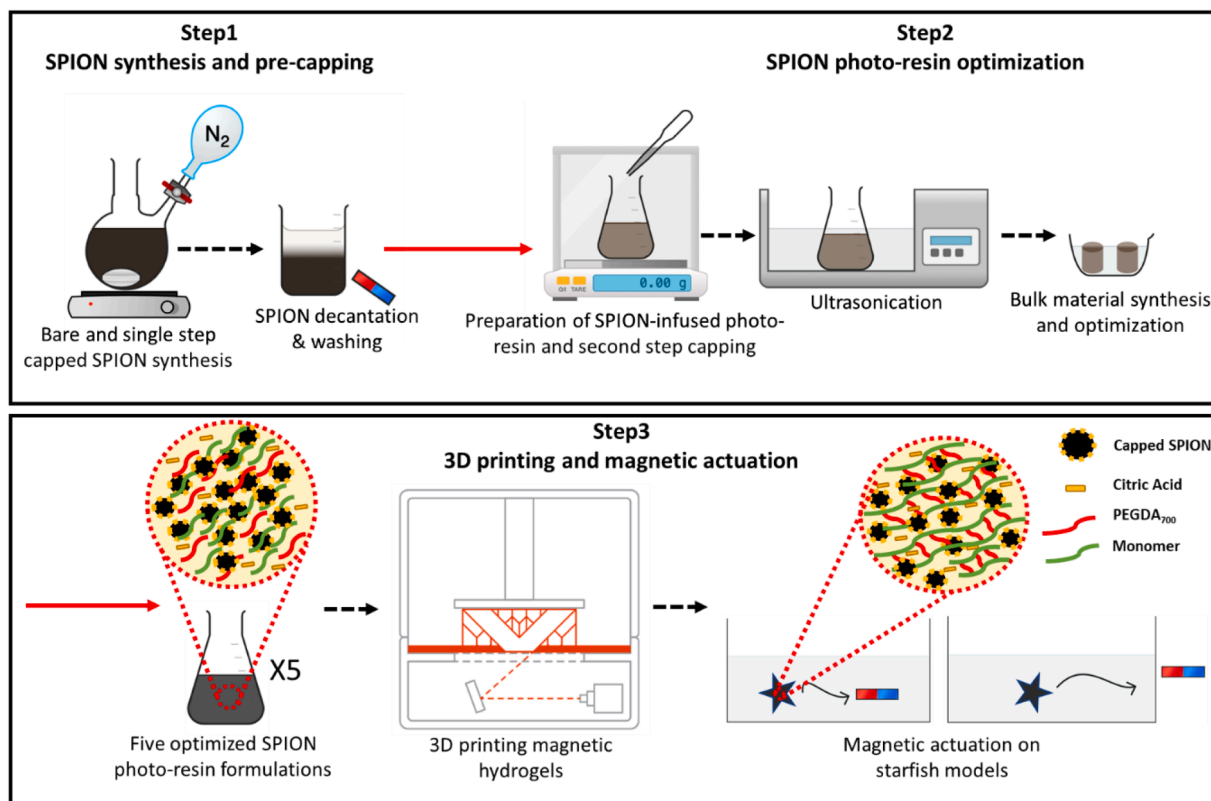 Step1
SPION synthesis and pre-capping
Step2
SPION photo-resin optimization
N2
0.00 g
ON TARE
Bare and single step
capped SPION synthesis
SPION decantation
& washing
Preparation of SPION-infused photo-
resin and second step capping
Ultrasonication
Bulk material synthesis
and optimization
Step3
3D printing and magnetic actuation
Capped SPION
Citric Acid
PEGDA700
Monomer
X5
Five optimized SPION
photo-resin formulations
3D printing magnetic
hydrogels
Magnetic actuation on
starfish models